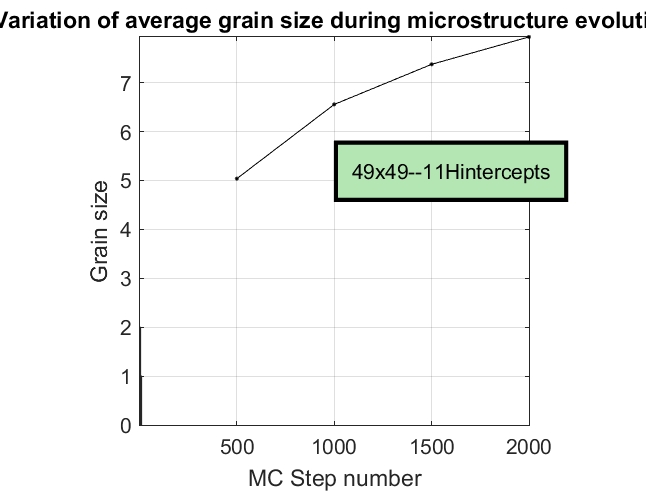 Variation of average grain size during microstructure evoluti
7
6
5
4
3
2
1
0
Grain size
49x49--11Hintercepts
500 1000 1500 2000
MC Step number